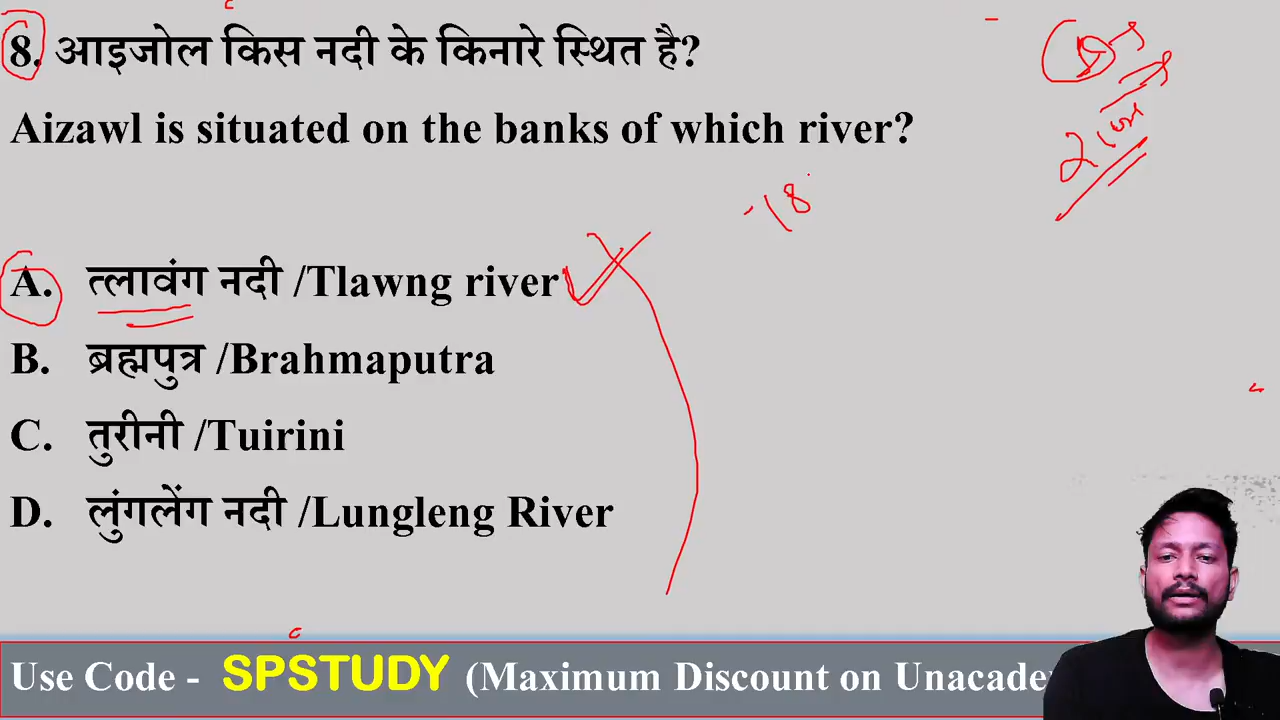 8. आइजोल किस नदी के किनारे स्थित है?
Aizawl is situated on the banks of which river?
18
A. त्लावंग नदी /Tlawng river
B. ब्रह्मपुत्र /Brahmaputra
C. तुरीनी /Tuirini
D. लुंगलेंग नदी /Lungleng River
Use Code - SPSTUDY (Maximum Discount on